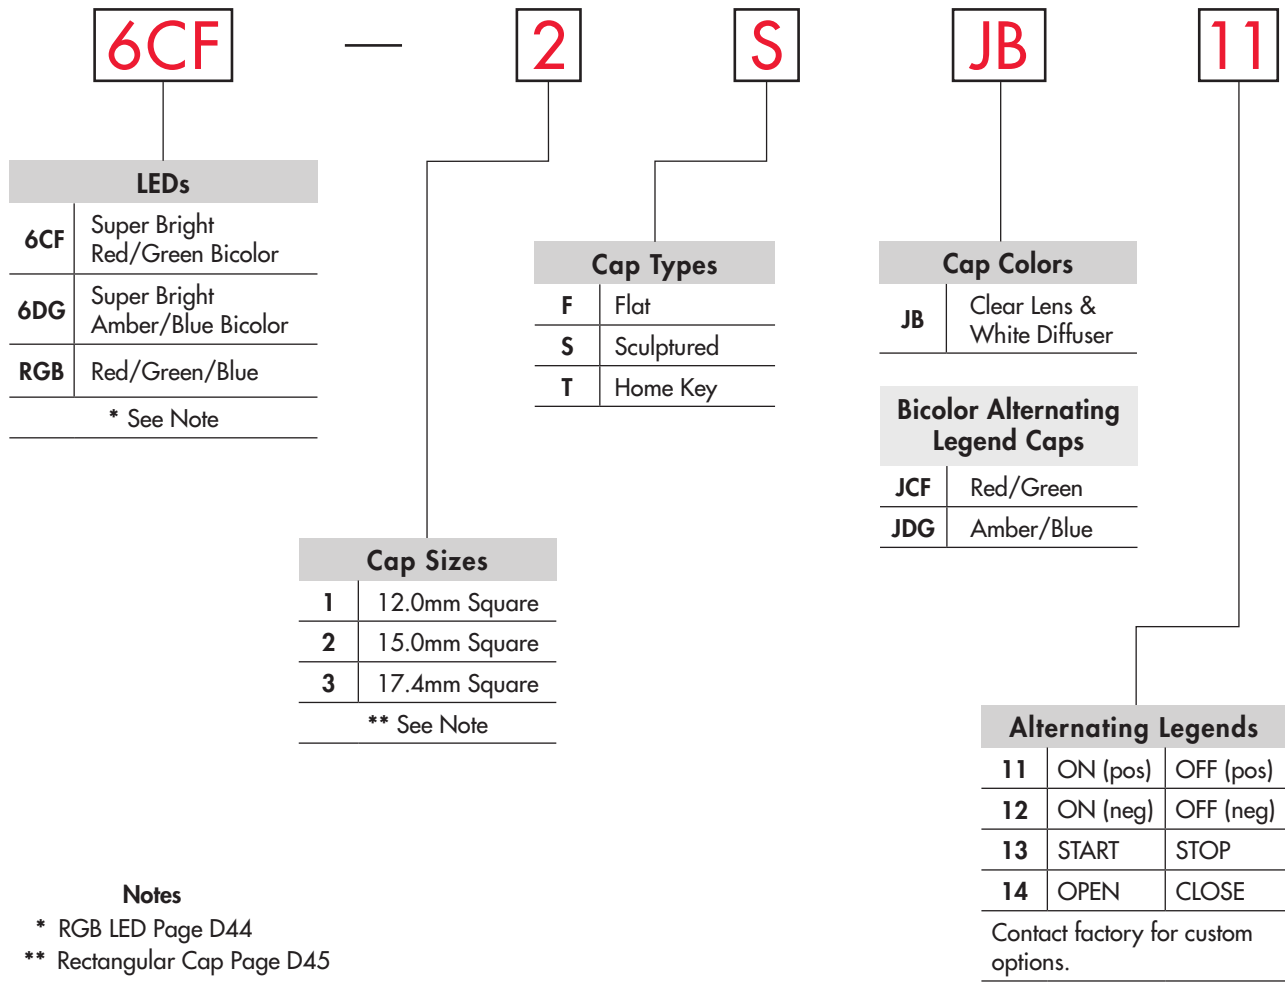 6CF — 2 S JB 11
LEDs
6CF Super Bright
Red/Green Bicolor
6DG Super Bright
Amber/Blue Bicolor
RGB Red/Green/Blue
* See Note
Cap Sizes
1 12.0mm Square
2 15.0mm Square
3 17.4mm Square
** See Note
Cap Types
F Flat
S Sculptured
T Home Key
Cap Colors
JB Clear Lens &
White Diffuser
Bicolor Alternating
Legend Caps
JCF Red/Green
JDG Amber/Blue
Alternating Legends
11 ON (pos) OFF (pos)
12 ON (neg) OFF (neg)
13 START STOP
14 OPEN CLOSE
Contact factory for custom
options.
Notes
* RGB LED Page D44
** Rectangular Cap Page D45